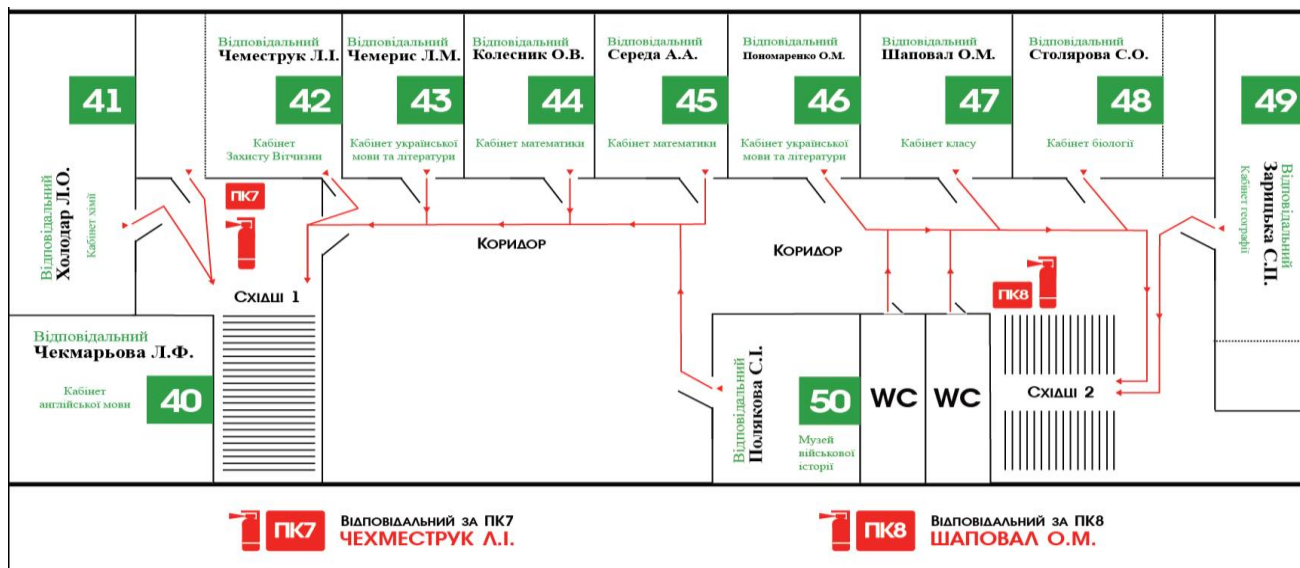 Відповідальний
Чеместрук Л.І.
42
Кабінет
Захисту Вітчизни
Відповідальний
Чемерис Л.М.
43
Кабінет української
мови та літератури
Відповідальний
Колесник О.В.
44
Кабінет математики
Відповідальний
Середа А.А.
45
Кабінет математики
Відповідальний
Пономаренко О.М.
46
Кабінет української
мови та літератури
Відповідальний
Шаповал О.М.
47
Кабінет класу
Відповідальний
Столярова С.О.
48
Кабінет біології
41
Відповідальний
Холодар Л.О.
Кабінет хімії
49
Відповідальний
Зарицька С.П.
Кабінет географії
ПК7
Коридор
Коридор
Східці 1
ПК8
Відповідальний
Чекмарьова Л.Ф.
Кабінет
англійської мови
40
Відповідальний
Полякова С.І.
50
Музей
військової
історії
WC
WC
Східці 2
ПК7
Відповідальний за ПК7
ЧЕХМЕСТРУК Л.І.
ПК8
Відповідальний за ПК8
ШАПОВАЛ О.М.